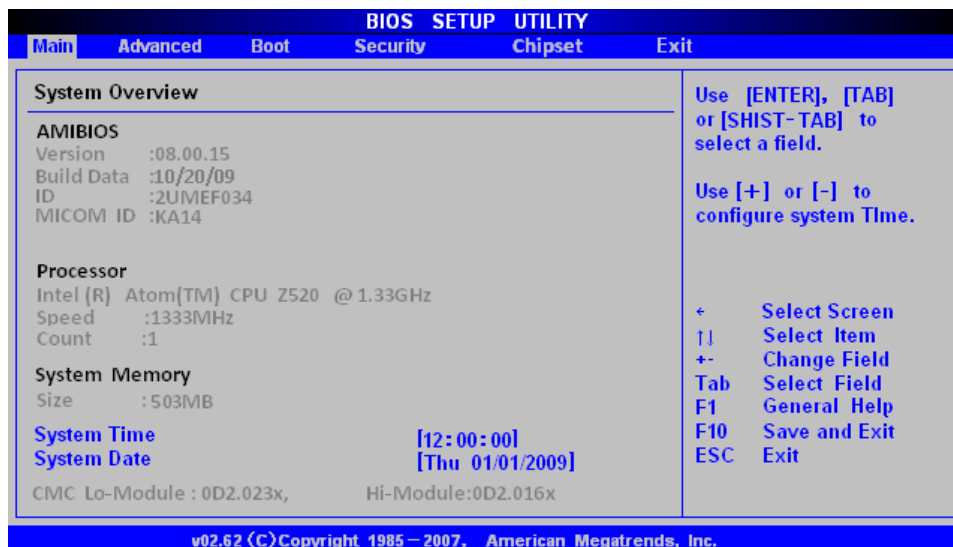 BIOS SETUP UTILITY
Main Advanced Boot Security Chipset Exit
System Overview
AMIBIOS
Version :08.00.15
Build Data :10/20/09
ID :2UMEF034
MICOM ID :KA14
Processor
Intel (R) Atom(TM) CPU Z520 @ 1.33GHz
Speed :1333MHz
Count :1
System Memory
Size :503MB
System Time [12:00:00]
System Date [Thu 01/01/2009]
CMC Lo-Module : 0D2.023x, Hi-Module:0D2.016x
Use [ENTER], [TAB]
or [SHIST-TAB] to
select a field.
Use [+] or [-] to
configure system TIme.
← Select Screen
↑↓ Select Item
+- Change Field
Tab Select Field
F1 General Help
F10 Save and Exit
ESC Exit
v02.62 (C)Copyright 1985-2007, American Megatrends, Inc.